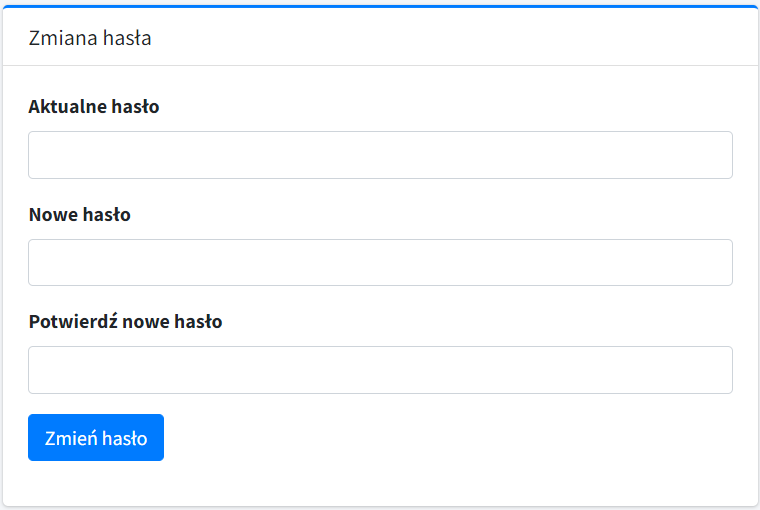 Zmiana hasła
Aktualne hasło
Nowe hasło
Potwierdź nowe hasło
Zmień hasło